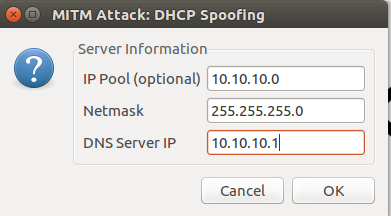 MITM Attack: DHCP Spoofing
Server Information
IP Pool (optional) 10.10.10.0
Netmask 255.255.255.0
DNS Server IP 10.10.10.1
Cancel OK